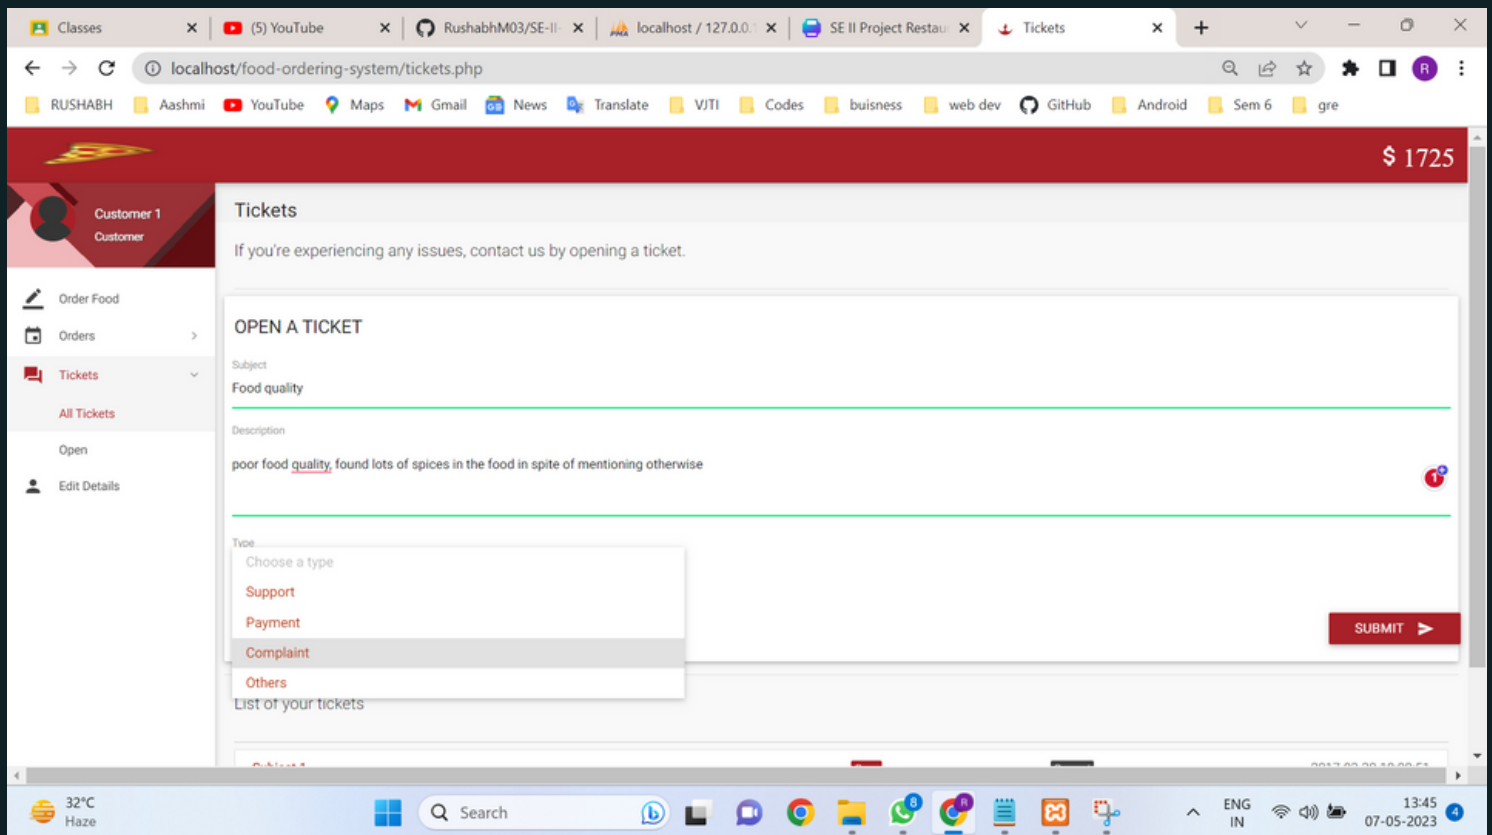 Classes
(5) YouTube
RushabhM03/SE-II-
localhost / 127.0.0.
SE II Project Restau
Tickets
localhost/food-ordering-system/tickets.php
R
RUSHABH
Aashmi
YouTube
Maps
Gmail
News
Translate
VJTI
Codes
buisness
web dev
GitHub
Android
Sem 6
gre
$ 1725
Customer 1
Customer
Order Food
Orders
Tickets
All Tickets
Open
Edit Details
Tickets
If you're experiencing any issues, contact us by opening a ticket.
OPEN A TICKET
Subject
Food quality
Description
poor food quality, found lots of spices in the food in spite of mentioning otherwise
1
Type
Choose a type
Support
Payment
Complaint
Others
SUBMIT
List of your tickets
Subject 1
32°C
Haze
Search
8
R
ENG
IN
13:45
07-05-2023
4